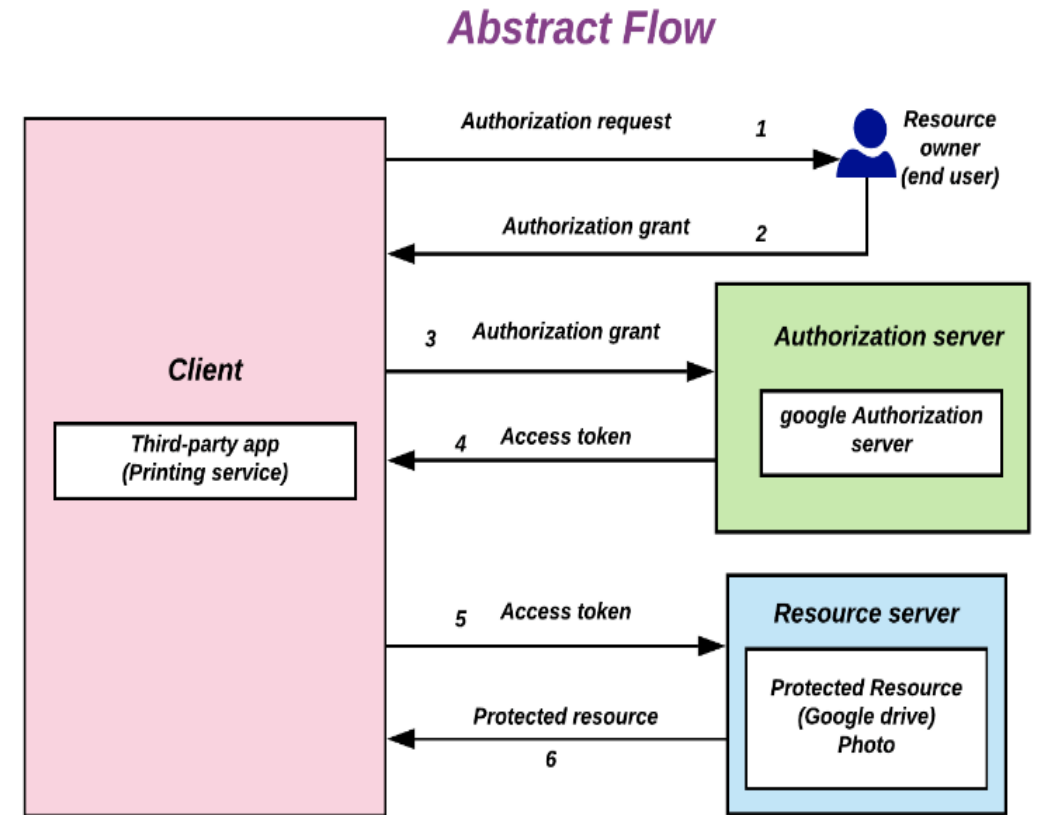 Abstract Flow
Authorization request 1
Resource
owner
(end user)
Authorization grant 2
3 Authorization grant
Authorization server
google Authorization
server
Client
Third-party app
(Printing service)
4 Access token
5 Access token
Resource server
Protected Resource
(Google drive)
Photo
Protected resource
6